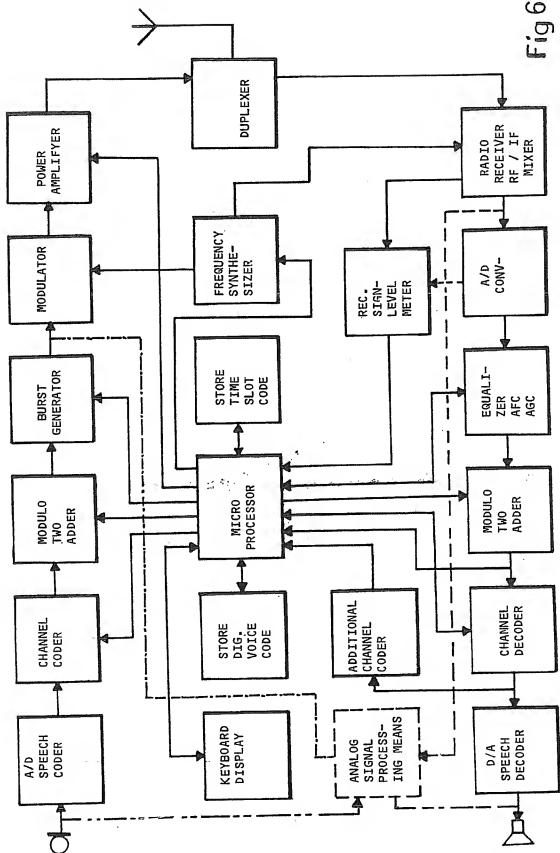 A/D
SPEECH
CODER
CHANNEL
CODER
MODULO
TWO
ADDER
BURST
GENERATOR
MODULATOR
POWER
AMPLIFYER
DUPLEXER
KEYBOARD
DISPLAY
STORE
DIG.
VOICE
CODE
MICRO
PROCESSOR
STORE
TIME
SLOT
CODE
FREQUENCY
SYNTHE-
SIZER
ANALOG
SIGNAL
PROCESS-
ING MEANS
ADDITIONAL
CHANNEL
CODER
REC.
SIGN-
LEVEL
METER
D/A
SPEECH
DECODER
CHANNEL
DECODER
MODULO
TWO
ADDER
EQUALI-
ZER
AFC
AGC
A/D
CONV-
RADIO
RECEIVER
RF / IF
MIXER
Fig 6